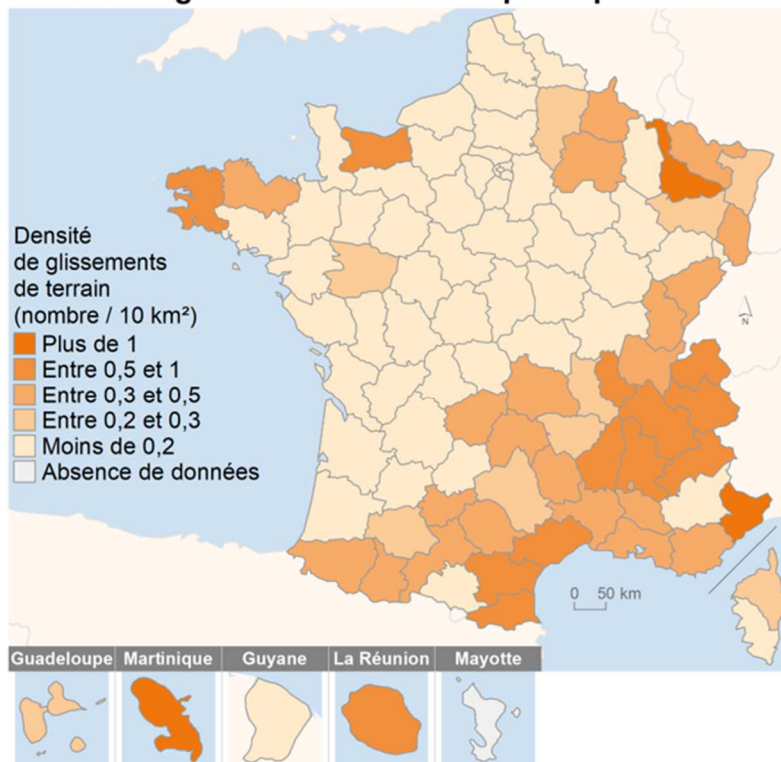 Densité
de glissements
de terrain
(nombre / 10 km²)
Plus de 1
Entre 0,5 et 1
Entre 0,3 et 0,5
Entre 0,2 et 0,3
Moins de 0,2
Absence de données
N
0 50 km
Guadeloupe Martinique Guyane La Réunion Mayotte